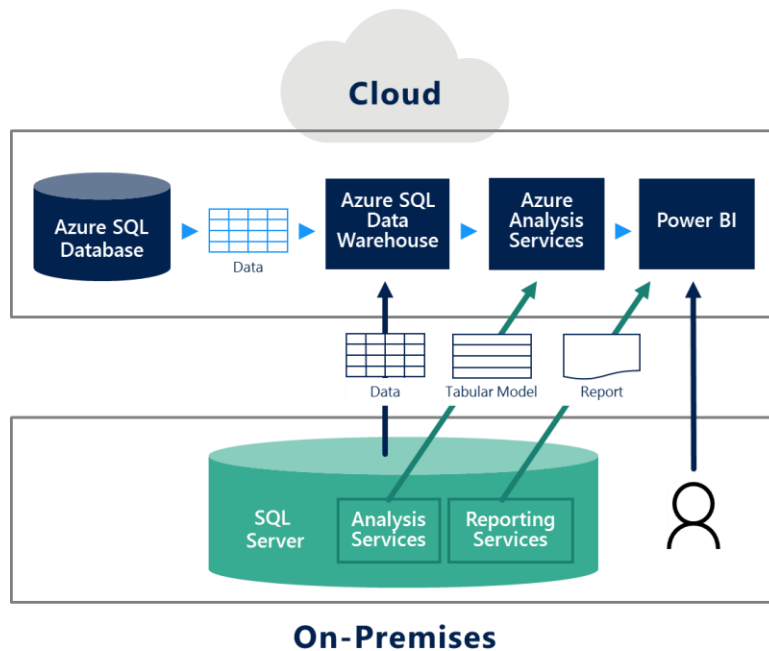 Cloud
Azure SQL
Database
Data
Azure SQL
Data
Warehouse
Azure
Analysis
Services
Power BI
Data
Tabular Model
Report
SQL
Server
Analysis
Services
Reporting
Services
On-Premises